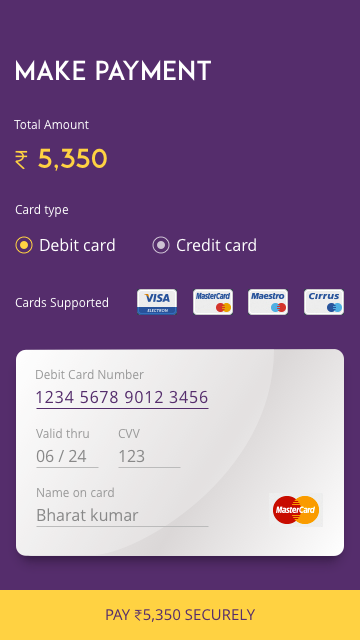 MAKE PAYMENT
Total Amount
₹ 5,350
Card type
Debit card Credit card
Cards Supported VISA ELECTRON MasterCard Maestro Cirrus
Debit Card Number
1234 5678 9012 3456
Valid thru CVV
06 / 24 123
Name on card
Bharat kumar
MasterCard
PAY ₹5,350 SECURELY